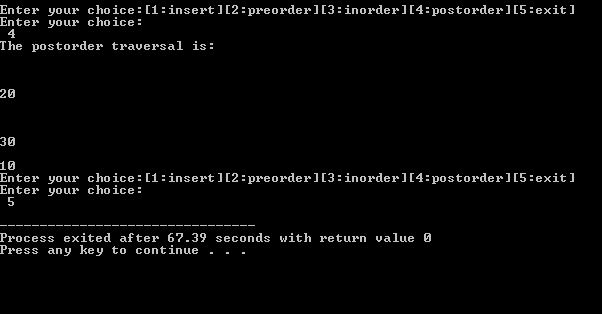 Enter your choice:[1:insert][2:preorder][3:inorder][4:postorder][5:exit]
Enter your choice:
4
The postorder traversal is:
20
30
10
Enter your choice:[1:insert][2:preorder][3:inorder][4:postorder][5:exit]
Enter your choice:
5
--------------------------------
Process exited after 67.39 seconds with return value 0
Press any key to continue . . .